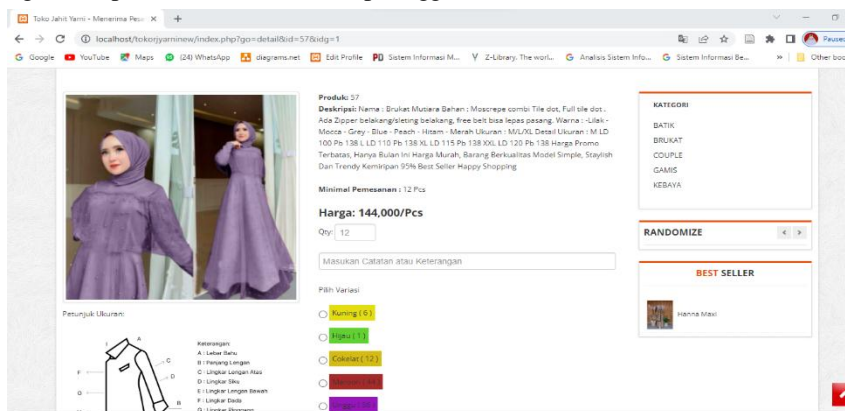 Toko Jahit Yarni - Menerima Pesa
localhost/tokorjyarninew/index.php?go=detail&id=57&idg=1
Paused
Google
YouTube
Maps
(24) WhatsApp
diagrams.net
Edit Profile
Sistem Informasi M...
Z-Library. The worl...
Analisis Sistem Info...
Sistem Informasi Be...
Other boo
Produk: 57
Deskripsi: Nama : Brukat Mutiara Bahan : Moscrepe combi Tile dot, Full tile dot .
Ada Zipper belakang/sleting belakang, free belt bisa lepas pasang. Warna : -Lilak -
Mocca - Grey - Blue - Peach - Hitam - Merah Ukuran : M/L/XL Detail Ukuran : M LD
100 Pb 138 L LD 110 Pb 138 XL LD 115 Pb 138 XXL LD 120 Pb 138 Harga Promo
Terbatas, Hanya Bulan Ini Harga Murah, Barang Berkualitas Model Simple, Staylish
Dan Trendy Kemiripan 95% Best Seller Happy Shopping
Minimal Pemesanan : 12 Pcs
Harga: 144,000/Pcs
Qty: 12
Masukan Catatan atau Keterangan
Pilih Variasi
Kuning ( 6 )
Hijau ( 1 )
Cokelat ( 12 )
Petunjuk Ukuran:
Keterangan:
A : Lebar Bahu
B : Panjang Lengan
C : Lingkar Lengan Atas
D : Lingkar Siku
E : Lingkar Lengan Bawah
F : Lingkar Dada
G : Lingkar Pinggang
A
C
D
F
G
B
KATEGORI
BATIK
BRUKAT
COUPLE
GAMIS
KEBAYA
RANDOMIZE
BEST SELLER
Hanna Maxi